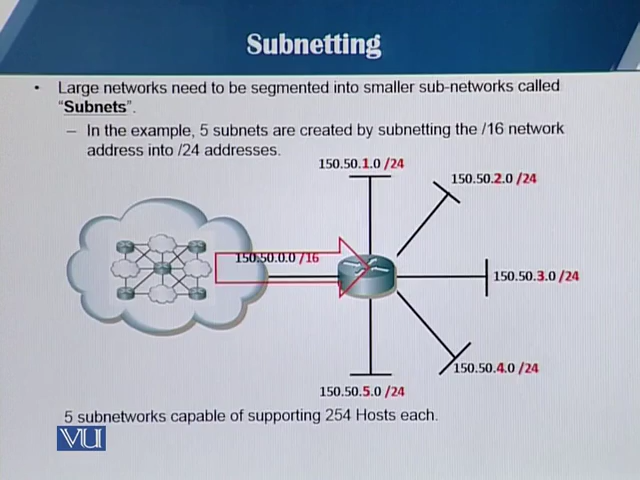 Subnetting
• Large networks need to be segmented into smaller sub-networks called
“Subnets”.
– In the example, 5 subnets are created by subnetting the /16 network
address into /24 addresses.
150.50.1.0 /24
150.50.2.0 /24
150.50.0.0 /16
150.50.3.0 /24
150.50.4.0 /24
150.50.5.0 /24
5 subnetworks capable of supporting 254 Hosts each.
VU